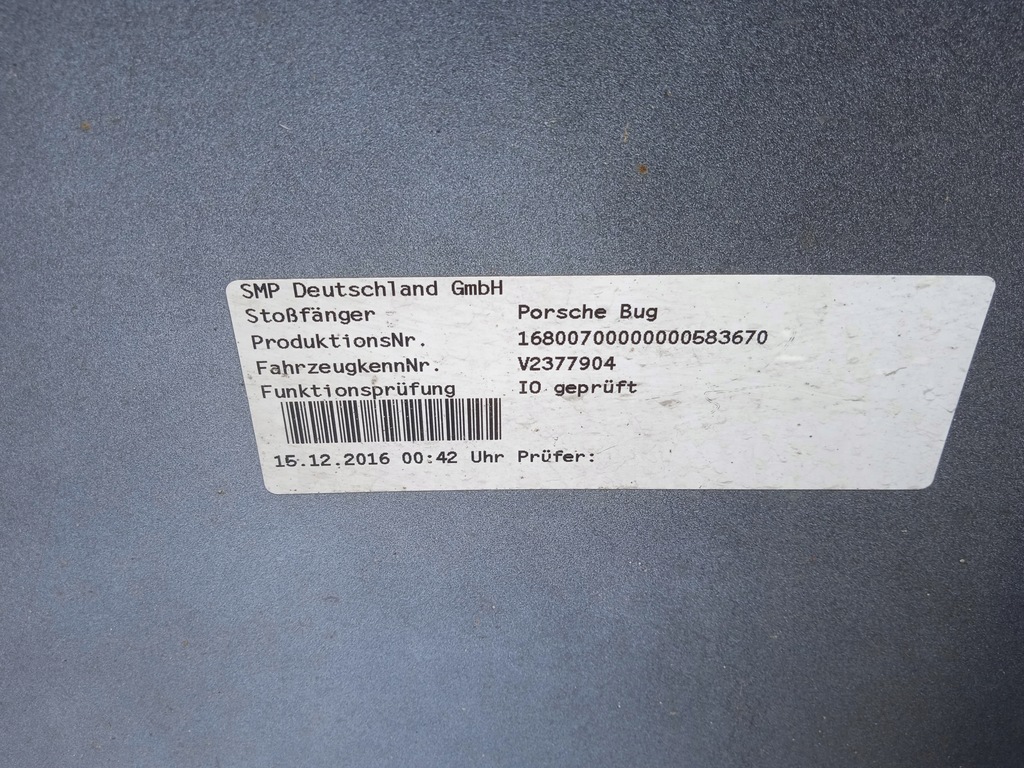 SMP Deutschland GmbH
Stoßfänger Porsche Bug
ProduktionsNr. 16800700000000583670
FahrzeugkennNr. V2377904
Funktionsprüfung IO geprüft
15.12.2016 00:42 Uhr Prüfer: